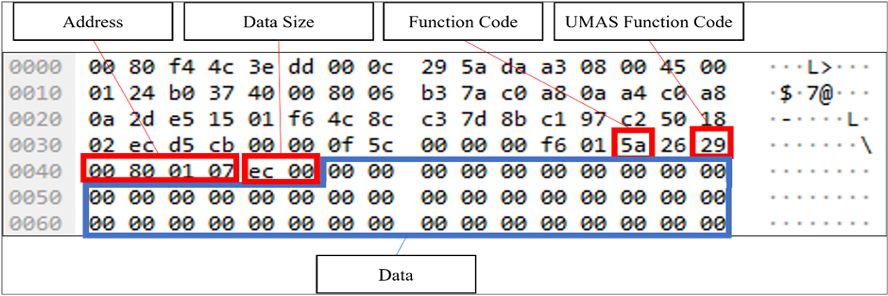 Address Data Size Function Code UMAS Function Code
0000 00 80 f4 4c 3e dd 00 0c 29 5a da a3 08 00 45 00 ···L>···
0010 01 24 b0 37 40 00 80 06 b3 7a c0 a8 0a a4 c0 a8 ·$·7@···
0020 0a 2d e5 15 01 f6 4c 8c c3 7d 8b c1 97 c2 50 18 ·-····L·
0030 02 ec d5 cb 00 00 0f 5c 00 00 00 f6 01 5a 26 29 ·······\
0040 00 80 01 07 ec 00 00 00 00 00 00 00 00 00 00 00 ········
0050 00 00 00 00 00 00 00 00 00 00 00 00 00 00 00 00 ········
0060 00 00 00 00 00 00 00 00 00 00 00 00 00 00 00 00 ········
Data